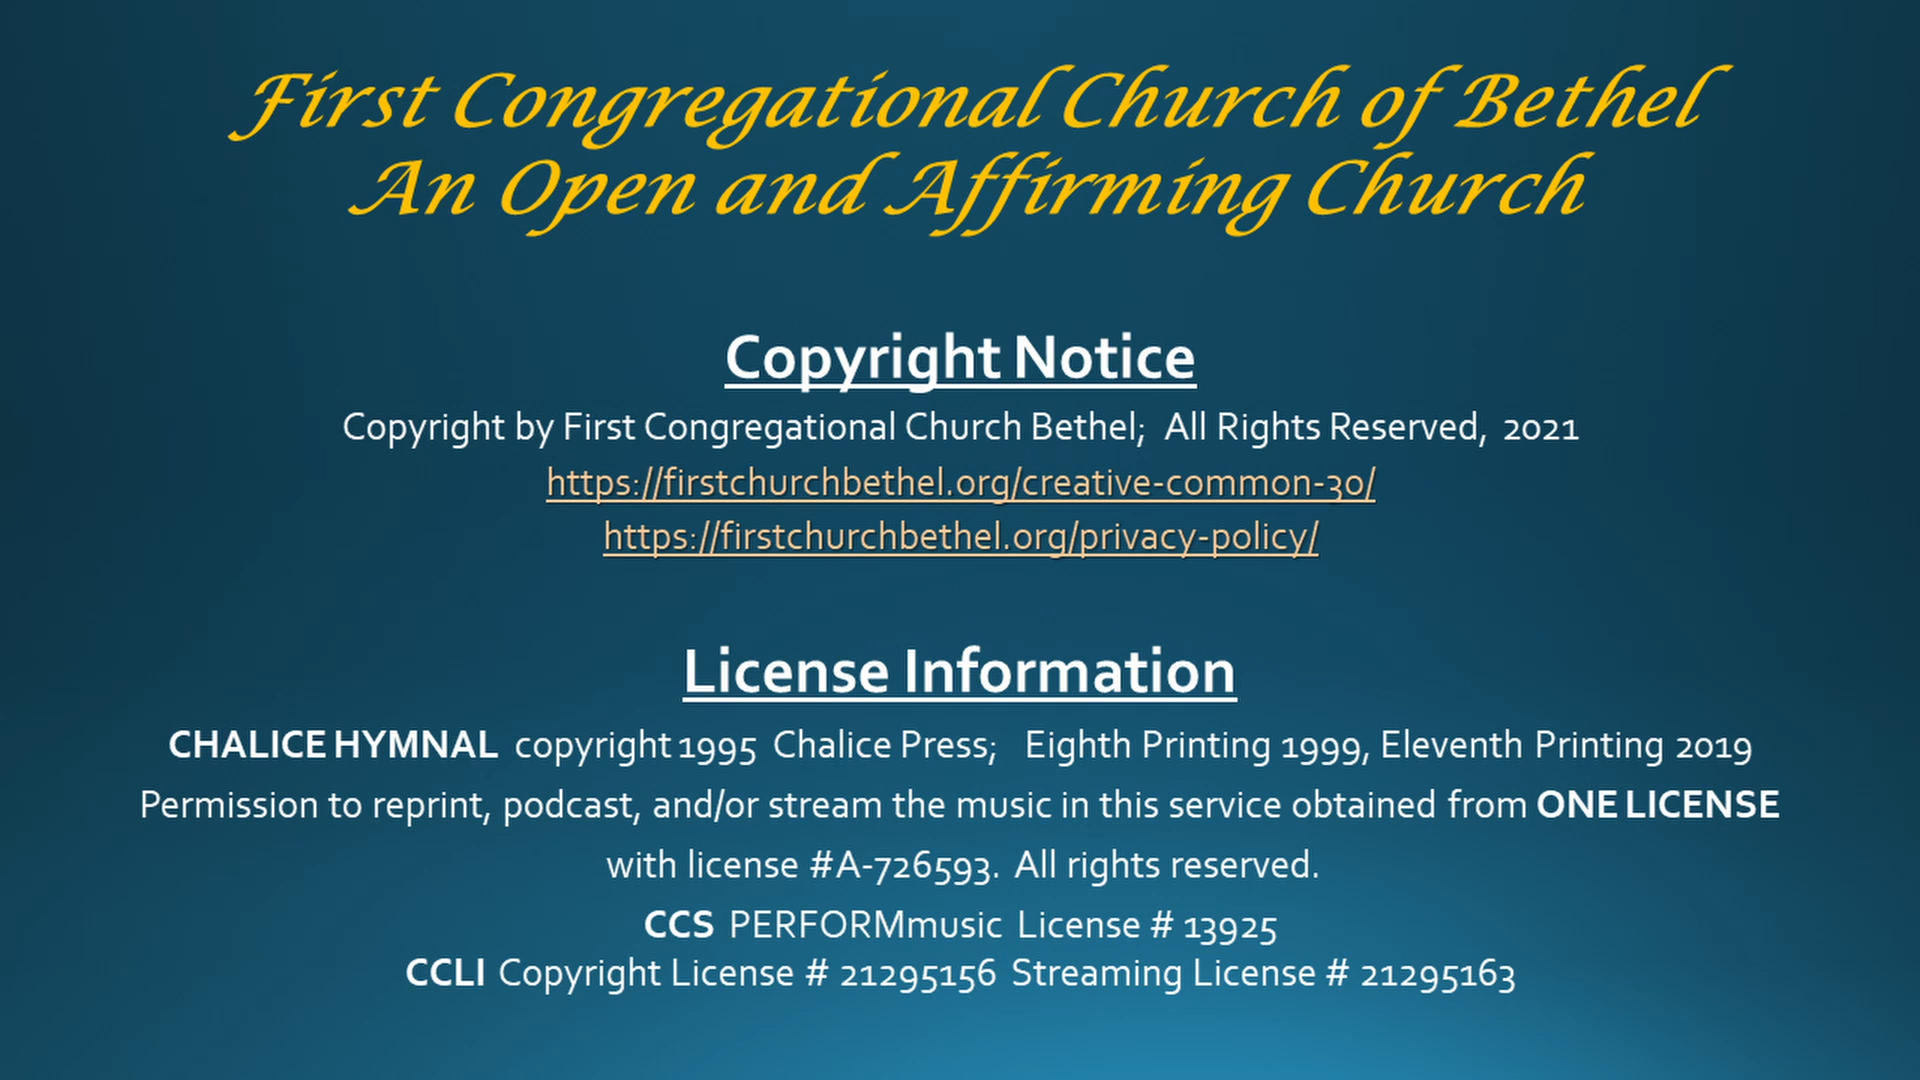 First Congregational Church of Bethel
An Open and Affirming Church
Copyright Notice
Copyright by First Congregational Church Bethel; All Rights Reserved, 2021
https://firstchurchbethel.org/creative-common-30/
https://firstchurchbethel.org/privacy-policy/
License Information
CHALICE HYMNAL copyright 1995 Chalice Press; Eighth Printing 1999, Eleventh Printing 2019
Permission to reprint, podcast, and/or stream the music in this service obtained from ONE LICENSE
with license #A-726593. All rights reserved.
CCS PERFORMmusic License # 13925
CCLI Copyright License # 21295156 Streaming License # 21295163